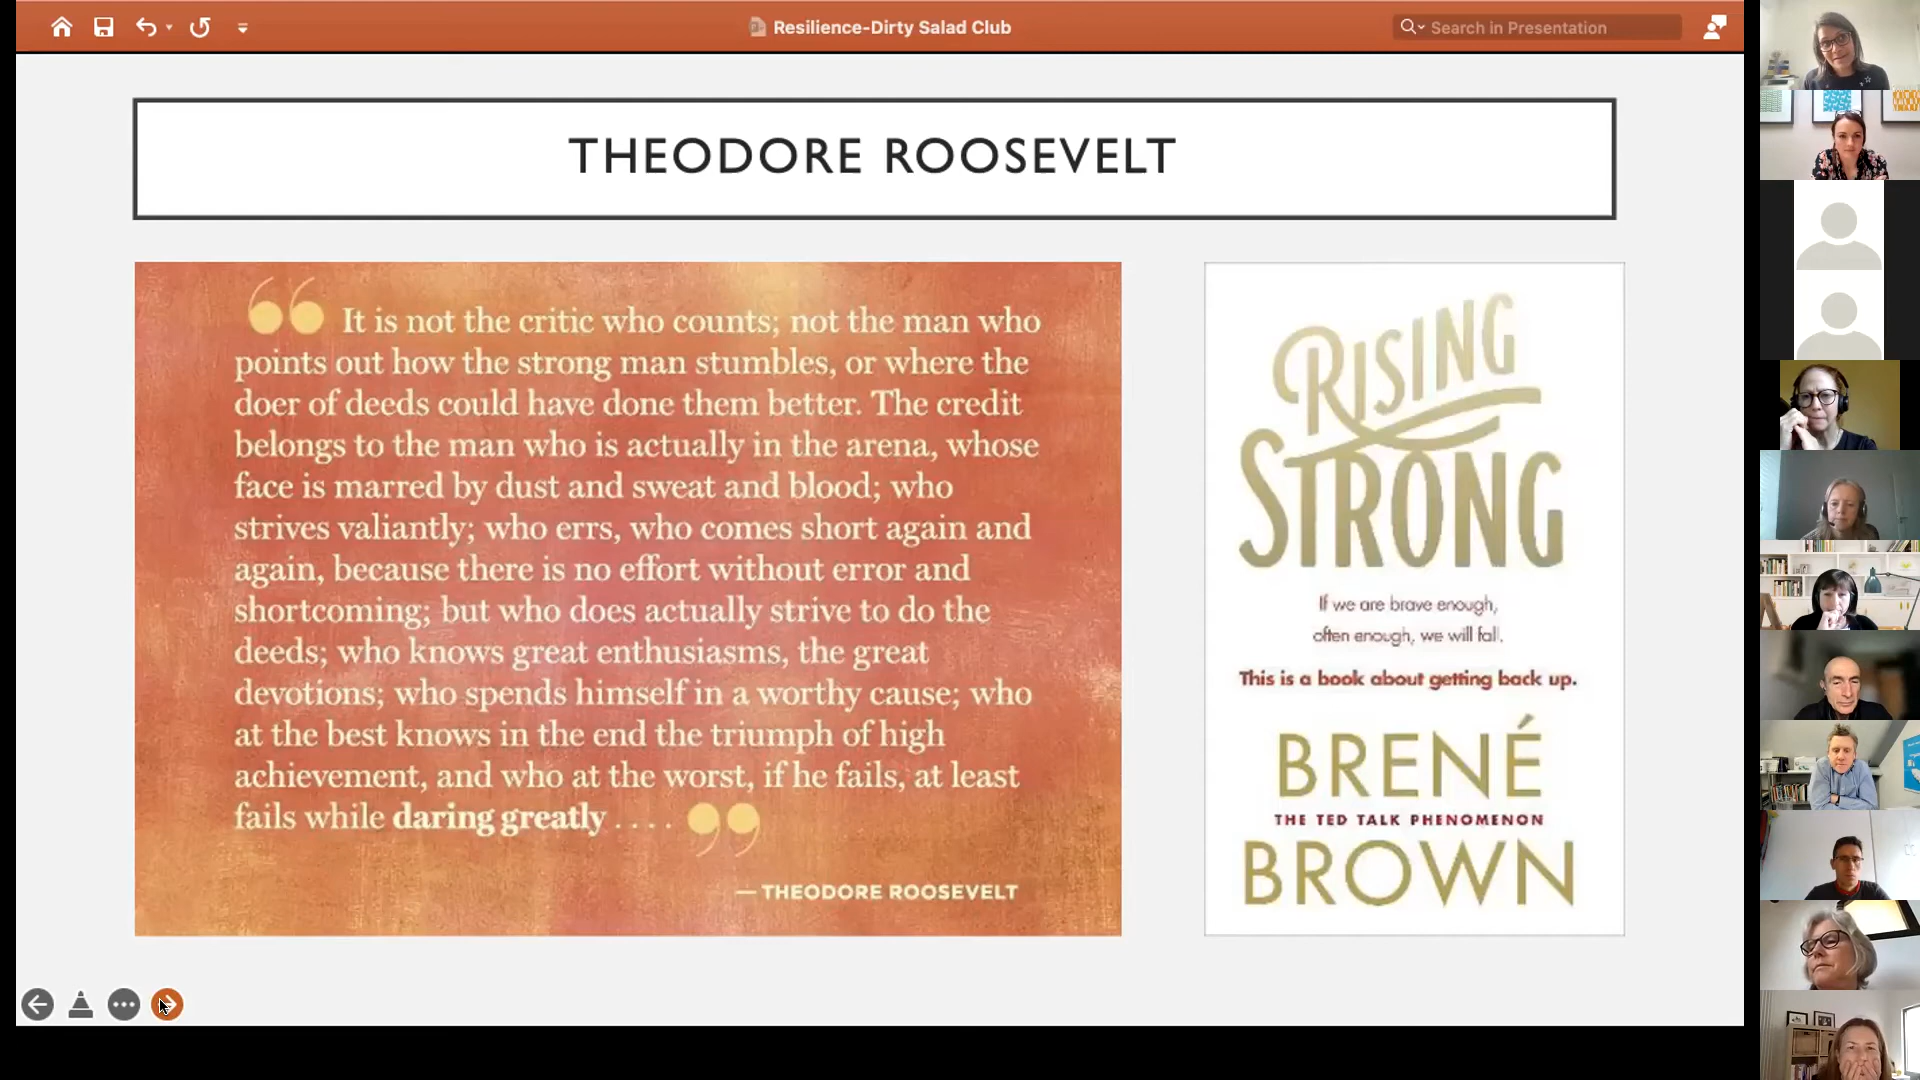 Resilience-Dirty Salad Club
Search in Presentation
THEODORE ROOSEVELT
“ It is not the critic who counts; not the man who
points out how the strong man stumbles, or where the
doer of deeds could have done them better. The credit
belongs to the man who is actually in the arena, whose
face is marred by dust and sweat and blood; who
strives valiantly; who errs, who comes short again and
again, because there is no effort without error and
shortcoming; but who does actually strive to do the
deeds; who knows great enthusiasms, the great
devotions; who spends himself in a worthy cause; who
at the best knows in the end the triumph of high
achievement, and who at the worst, if he fails, at least
fails while daring greatly . . . . ”
— THEODORE ROOSEVELT
RISING
STRONG
If we are brave enough,
often enough, we will fall.
This is a book about getting back up.
BRENÉ
THE TED TALK PHENOMENON
BROWN